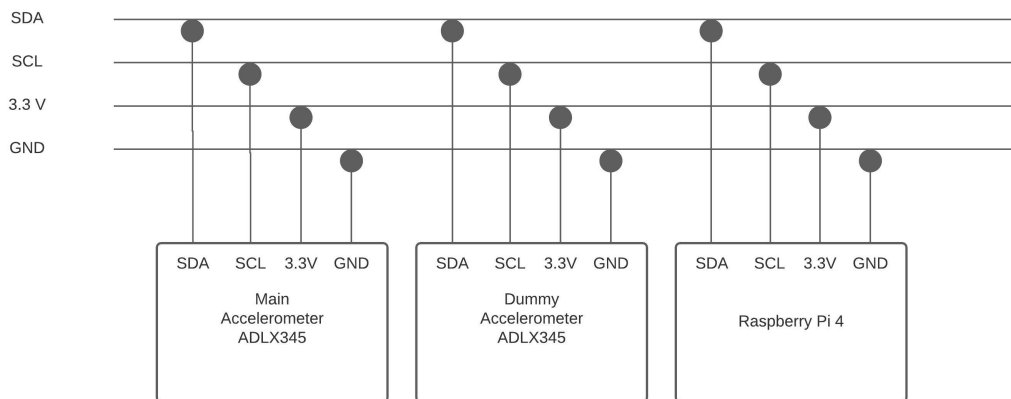 SDA
SCL
3.3 V
GND
SDA SCL 3.3V GND
Main
Accelerometer
ADLX345
SDA SCL 3.3V GND
Dummy
Accelerometer
ADLX345
SDA SCL 3.3V GND
Raspberry Pi 4